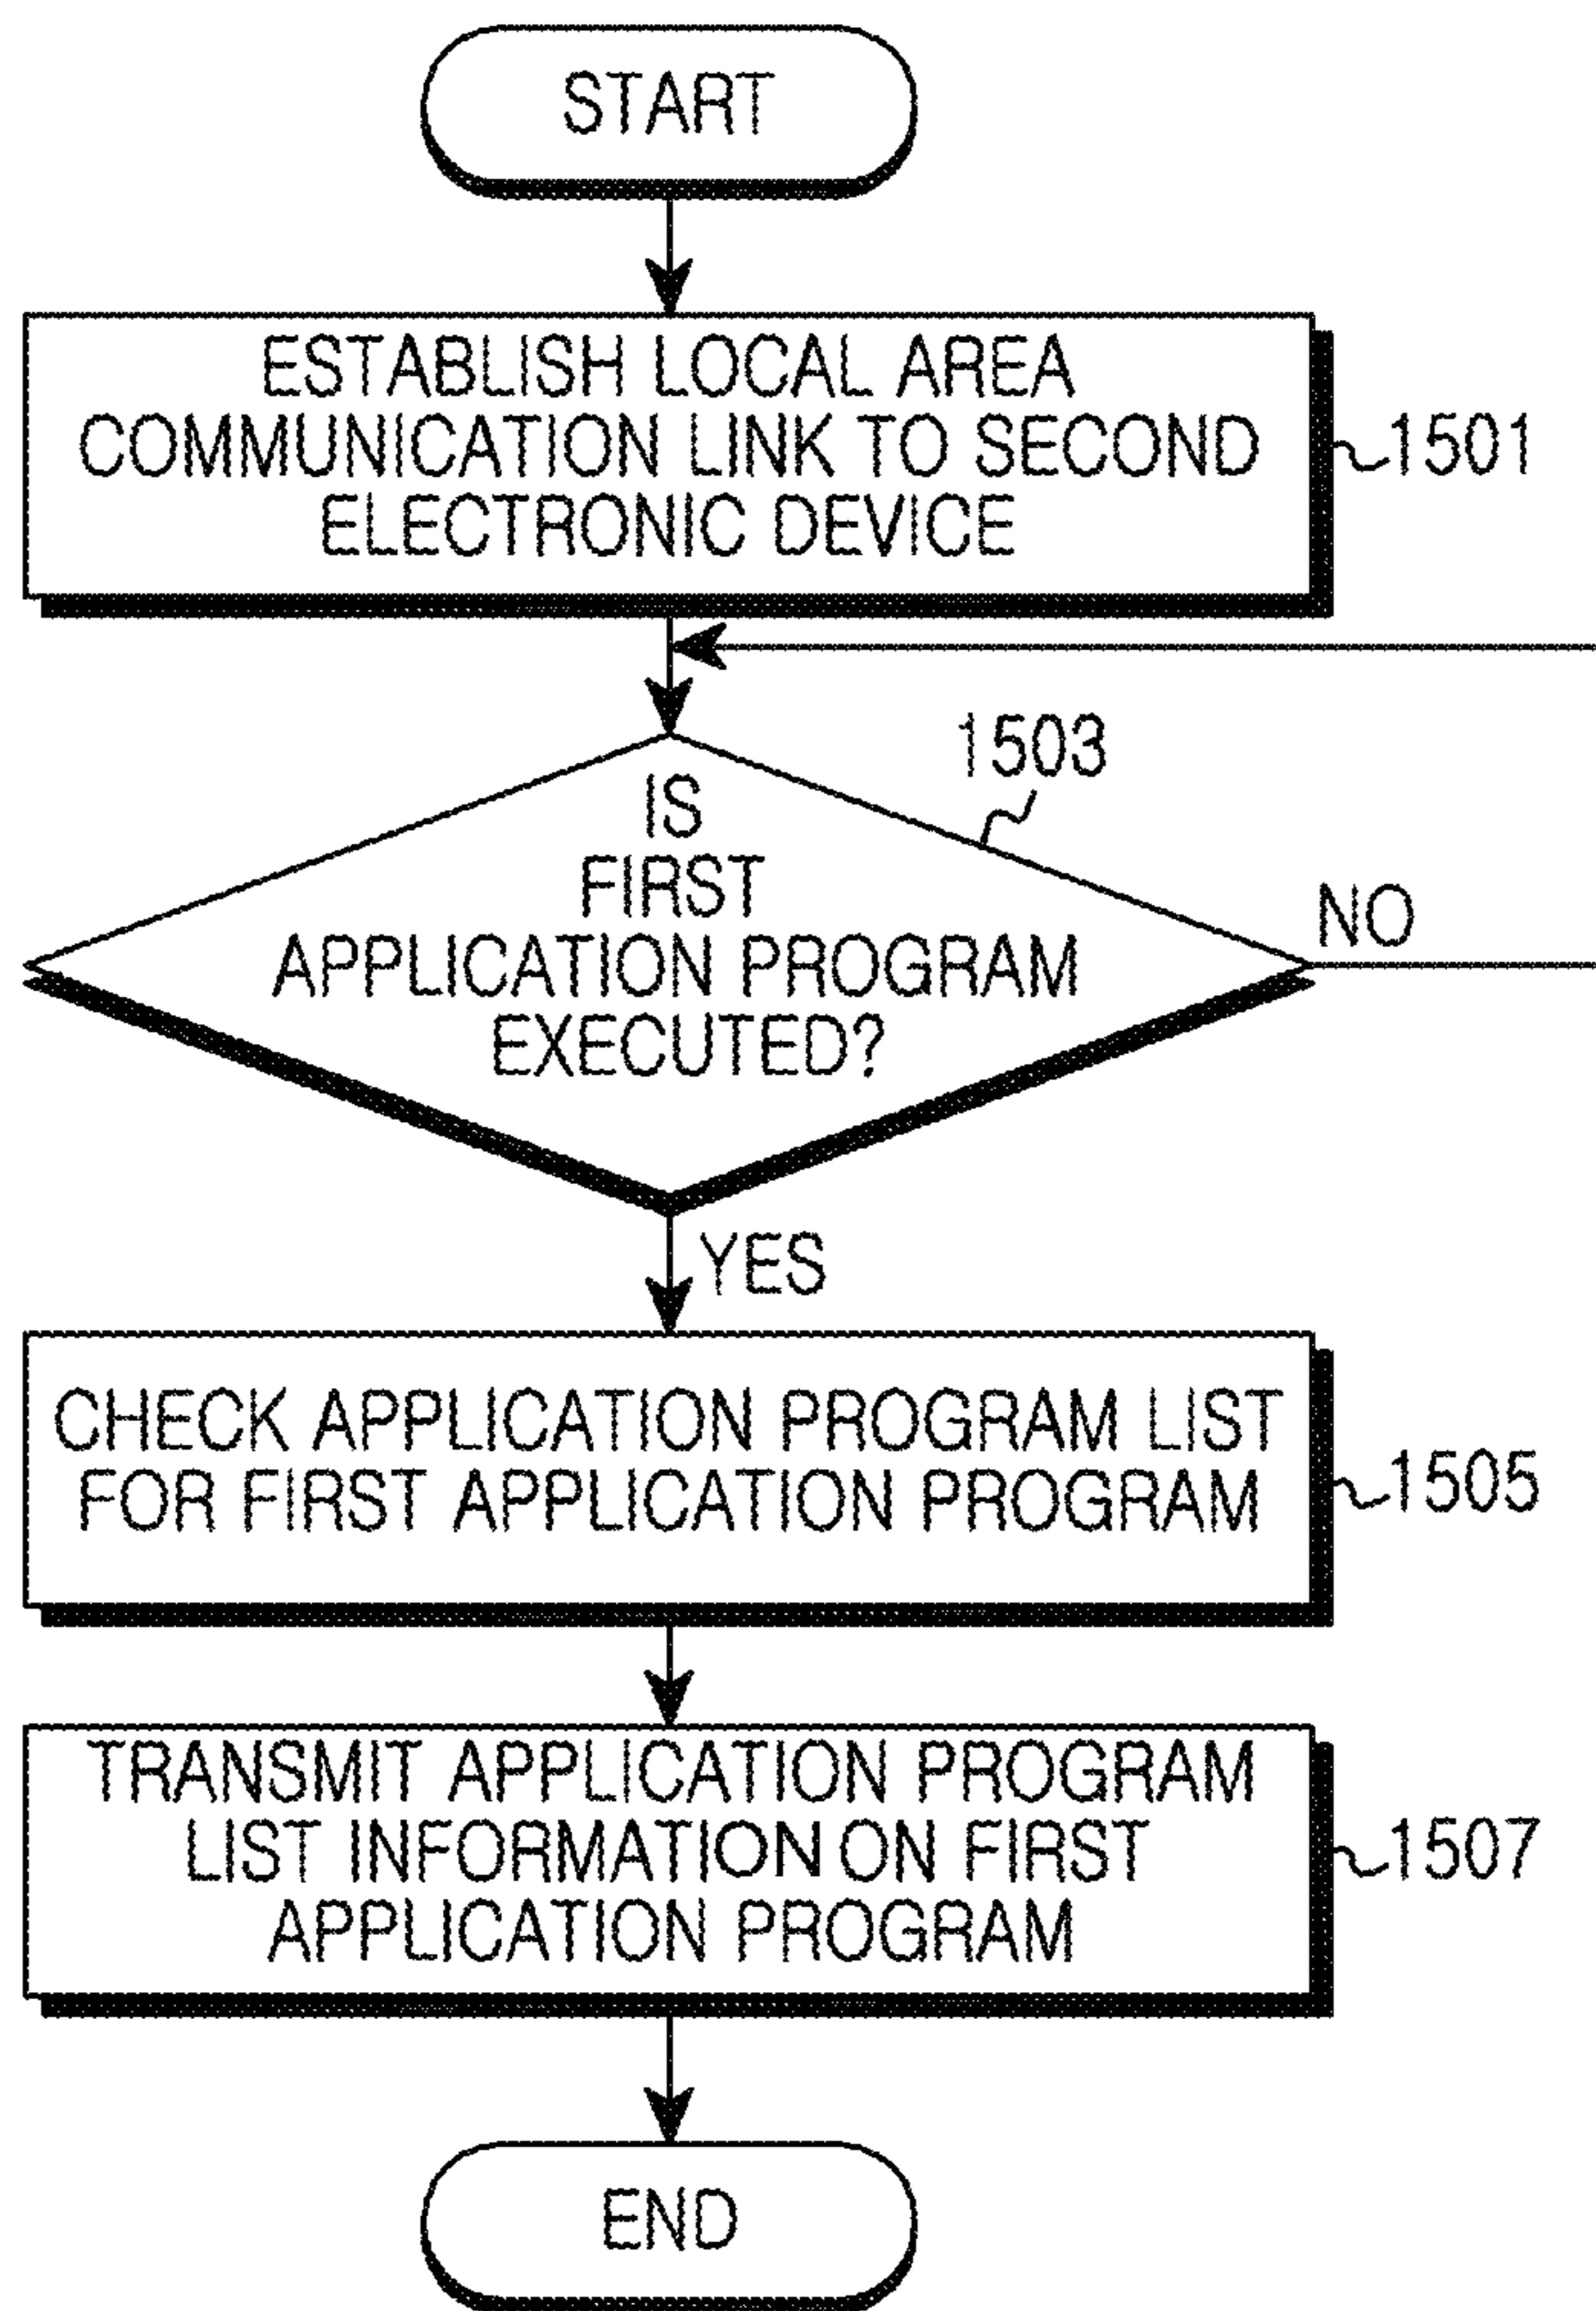 START
ESTABLISH LOCAL AREA
COMMUNICATION LINK TO SECOND
ELECTRONIC DEVICE
1501
1503
IS
FIRST
APPLICATION PROGRAM
EXECUTED?
NO
YES
CHECK APPLICATION PROGRAM LIST
FOR FIRST APPLICATION PROGRAM
1505
TRANSMIT APPLICATION PROGRAM
LIST INFORMATION ON FIRST
APPLICATION PROGRAM
1507
END